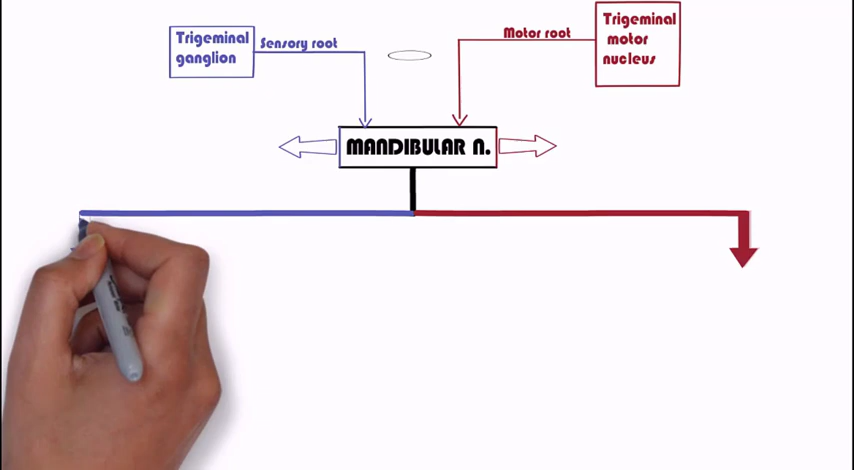 Trigeminal
ganglion
Sensory root
Motor root
Trigeminal
motor
nucleus
MANDIBULAR N.